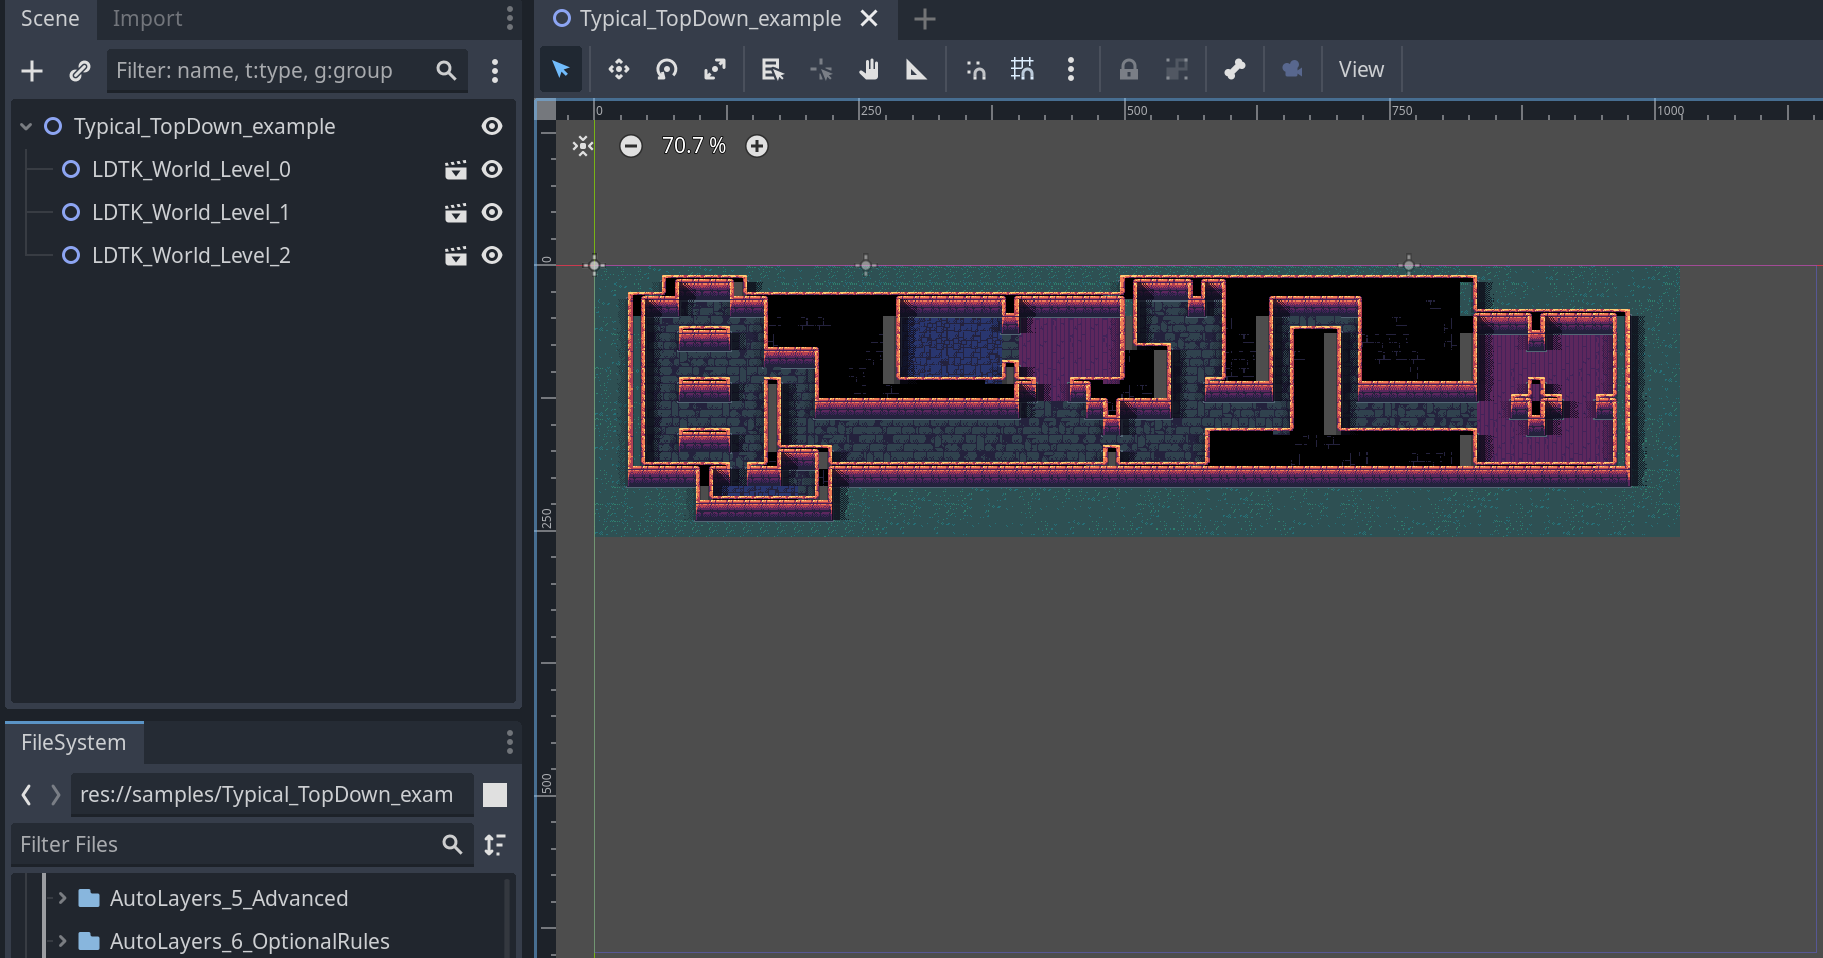 Scene
Import
Filter: name, t:type, g:group
Typical_TopDown_example
LDTK_World_Level_0
LDTK_World_Level_1
LDTK_World_Level_2
FileSystem
res://samples/Typical_TopDown_exam
Filter Files
AutoLayers_5_Advanced
AutoLayers_6_OptionalRules
Typical_TopDown_example
View
0
250
500
750
1000
70.7 %
0
250
500